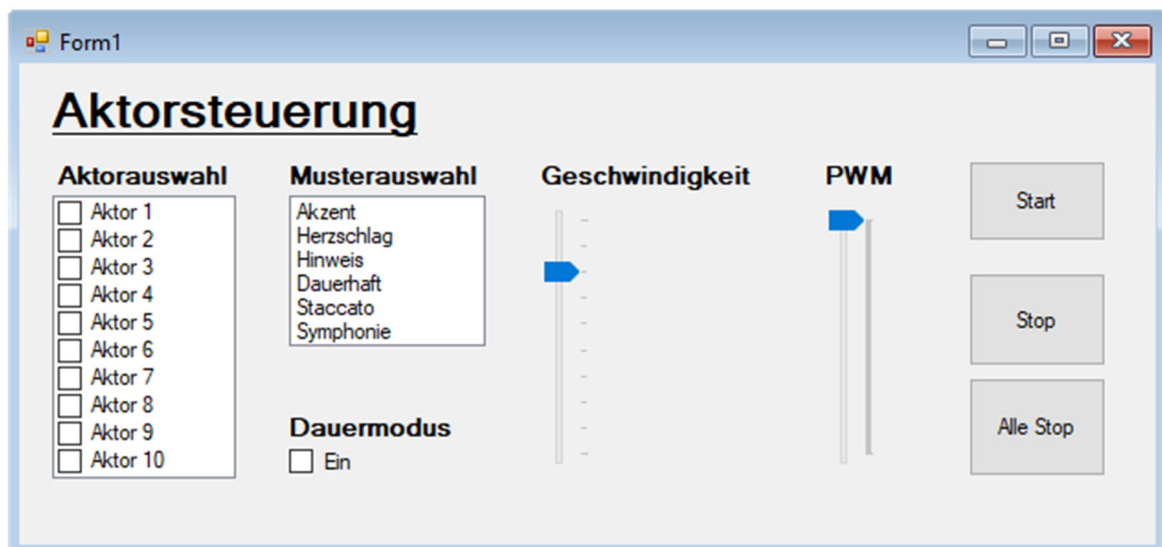 Form1
Aktorsteuerung
Aktorauswahl
Aktor 1
Aktor 2
Aktor 3
Aktor 4
Aktor 5
Aktor 6
Aktor 7
Aktor 8
Aktor 9
Aktor 10
Musterauswahl
Akzent
Herzschlag
Hinweis
Dauerhaft
Staccato
Symphonie
Dauermodus
Ein
Geschwindigkeit
PWM
Start
Stop
Alle Stop